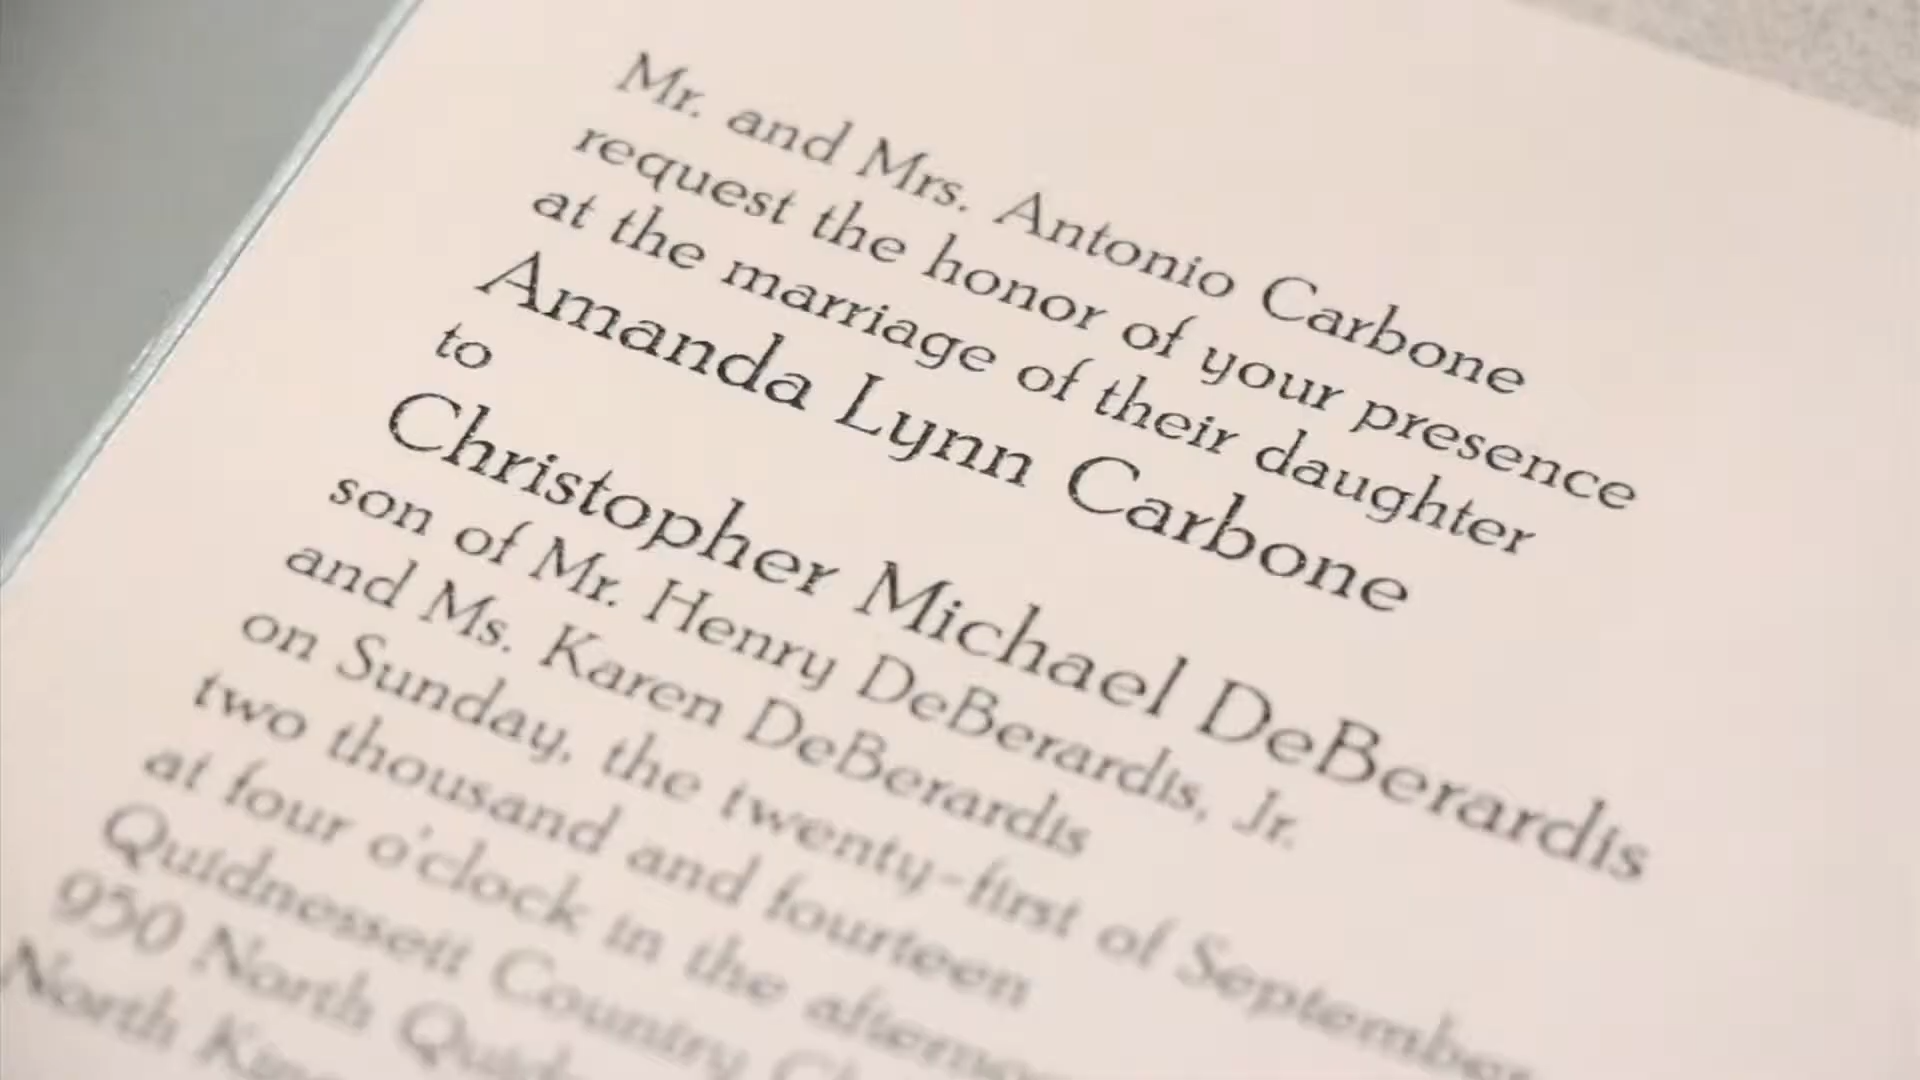 Mr. and Mrs. Antonio Carbone
request the honor of your presence
at the marriage of their daughter
Amanda Lynn Carbone
to
Christopher Michael DeBerardis
son of Mr. Henry DeBerardis, Jr.
and Ms. Karen DeBerardis
on Sunday, the twenty-first of September
two thousand and fourteen
at four o'clock in the
Quidnessett Country
950 North
North